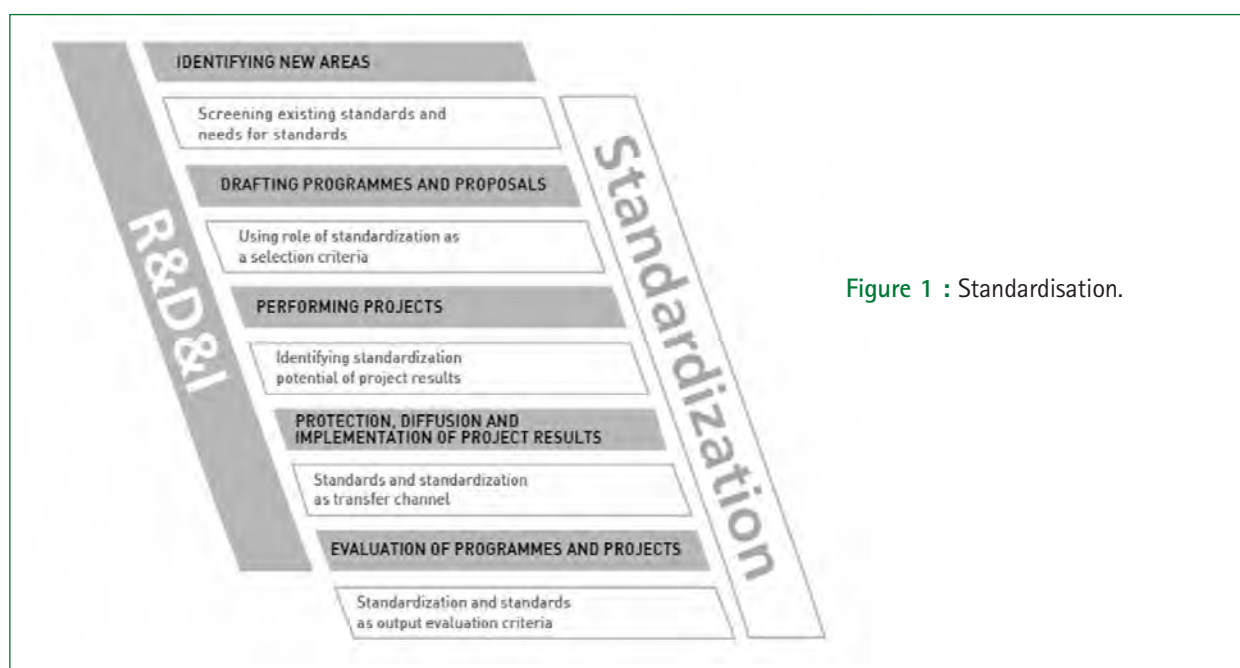 IDENTIFYING NEW AREAS
Screening existing standards and
needs for standards
DRAFTING PROGRAMMES AND PROPOSALS
Using role of standardization as
a selection criteria
PERFORMING PROJECTS
Identifying standardization
potential of project results
PROTECTION, DIFFUSION AND
IMPLEMENTATION OF PROJECT RESULTS
Standards and standardization
as transfer channel
EVALUATION OF PROGRAMMES AND PROJECTS
Standardization and standards
as output evaluation criteria
R&D&I
Standardization
Figure 1 : Standardisation.